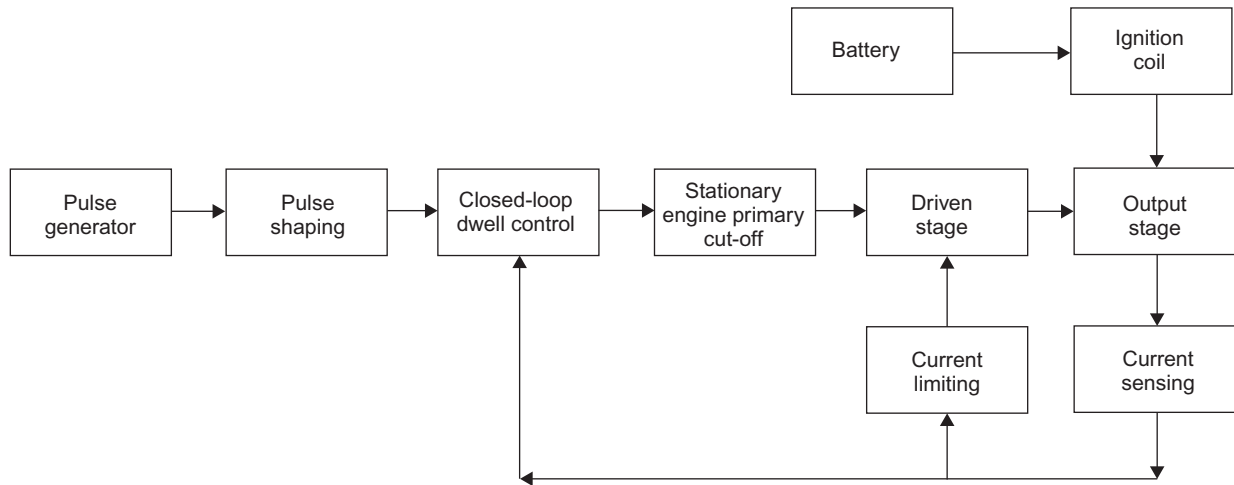 Battery
Ignition
coil
Pulse
generator
Pulse
shaping
Closed-loop
dwell control
Stationary
engine primary
cut-off
Driven
stage
Output
stage
Current
limiting
Current
sensing